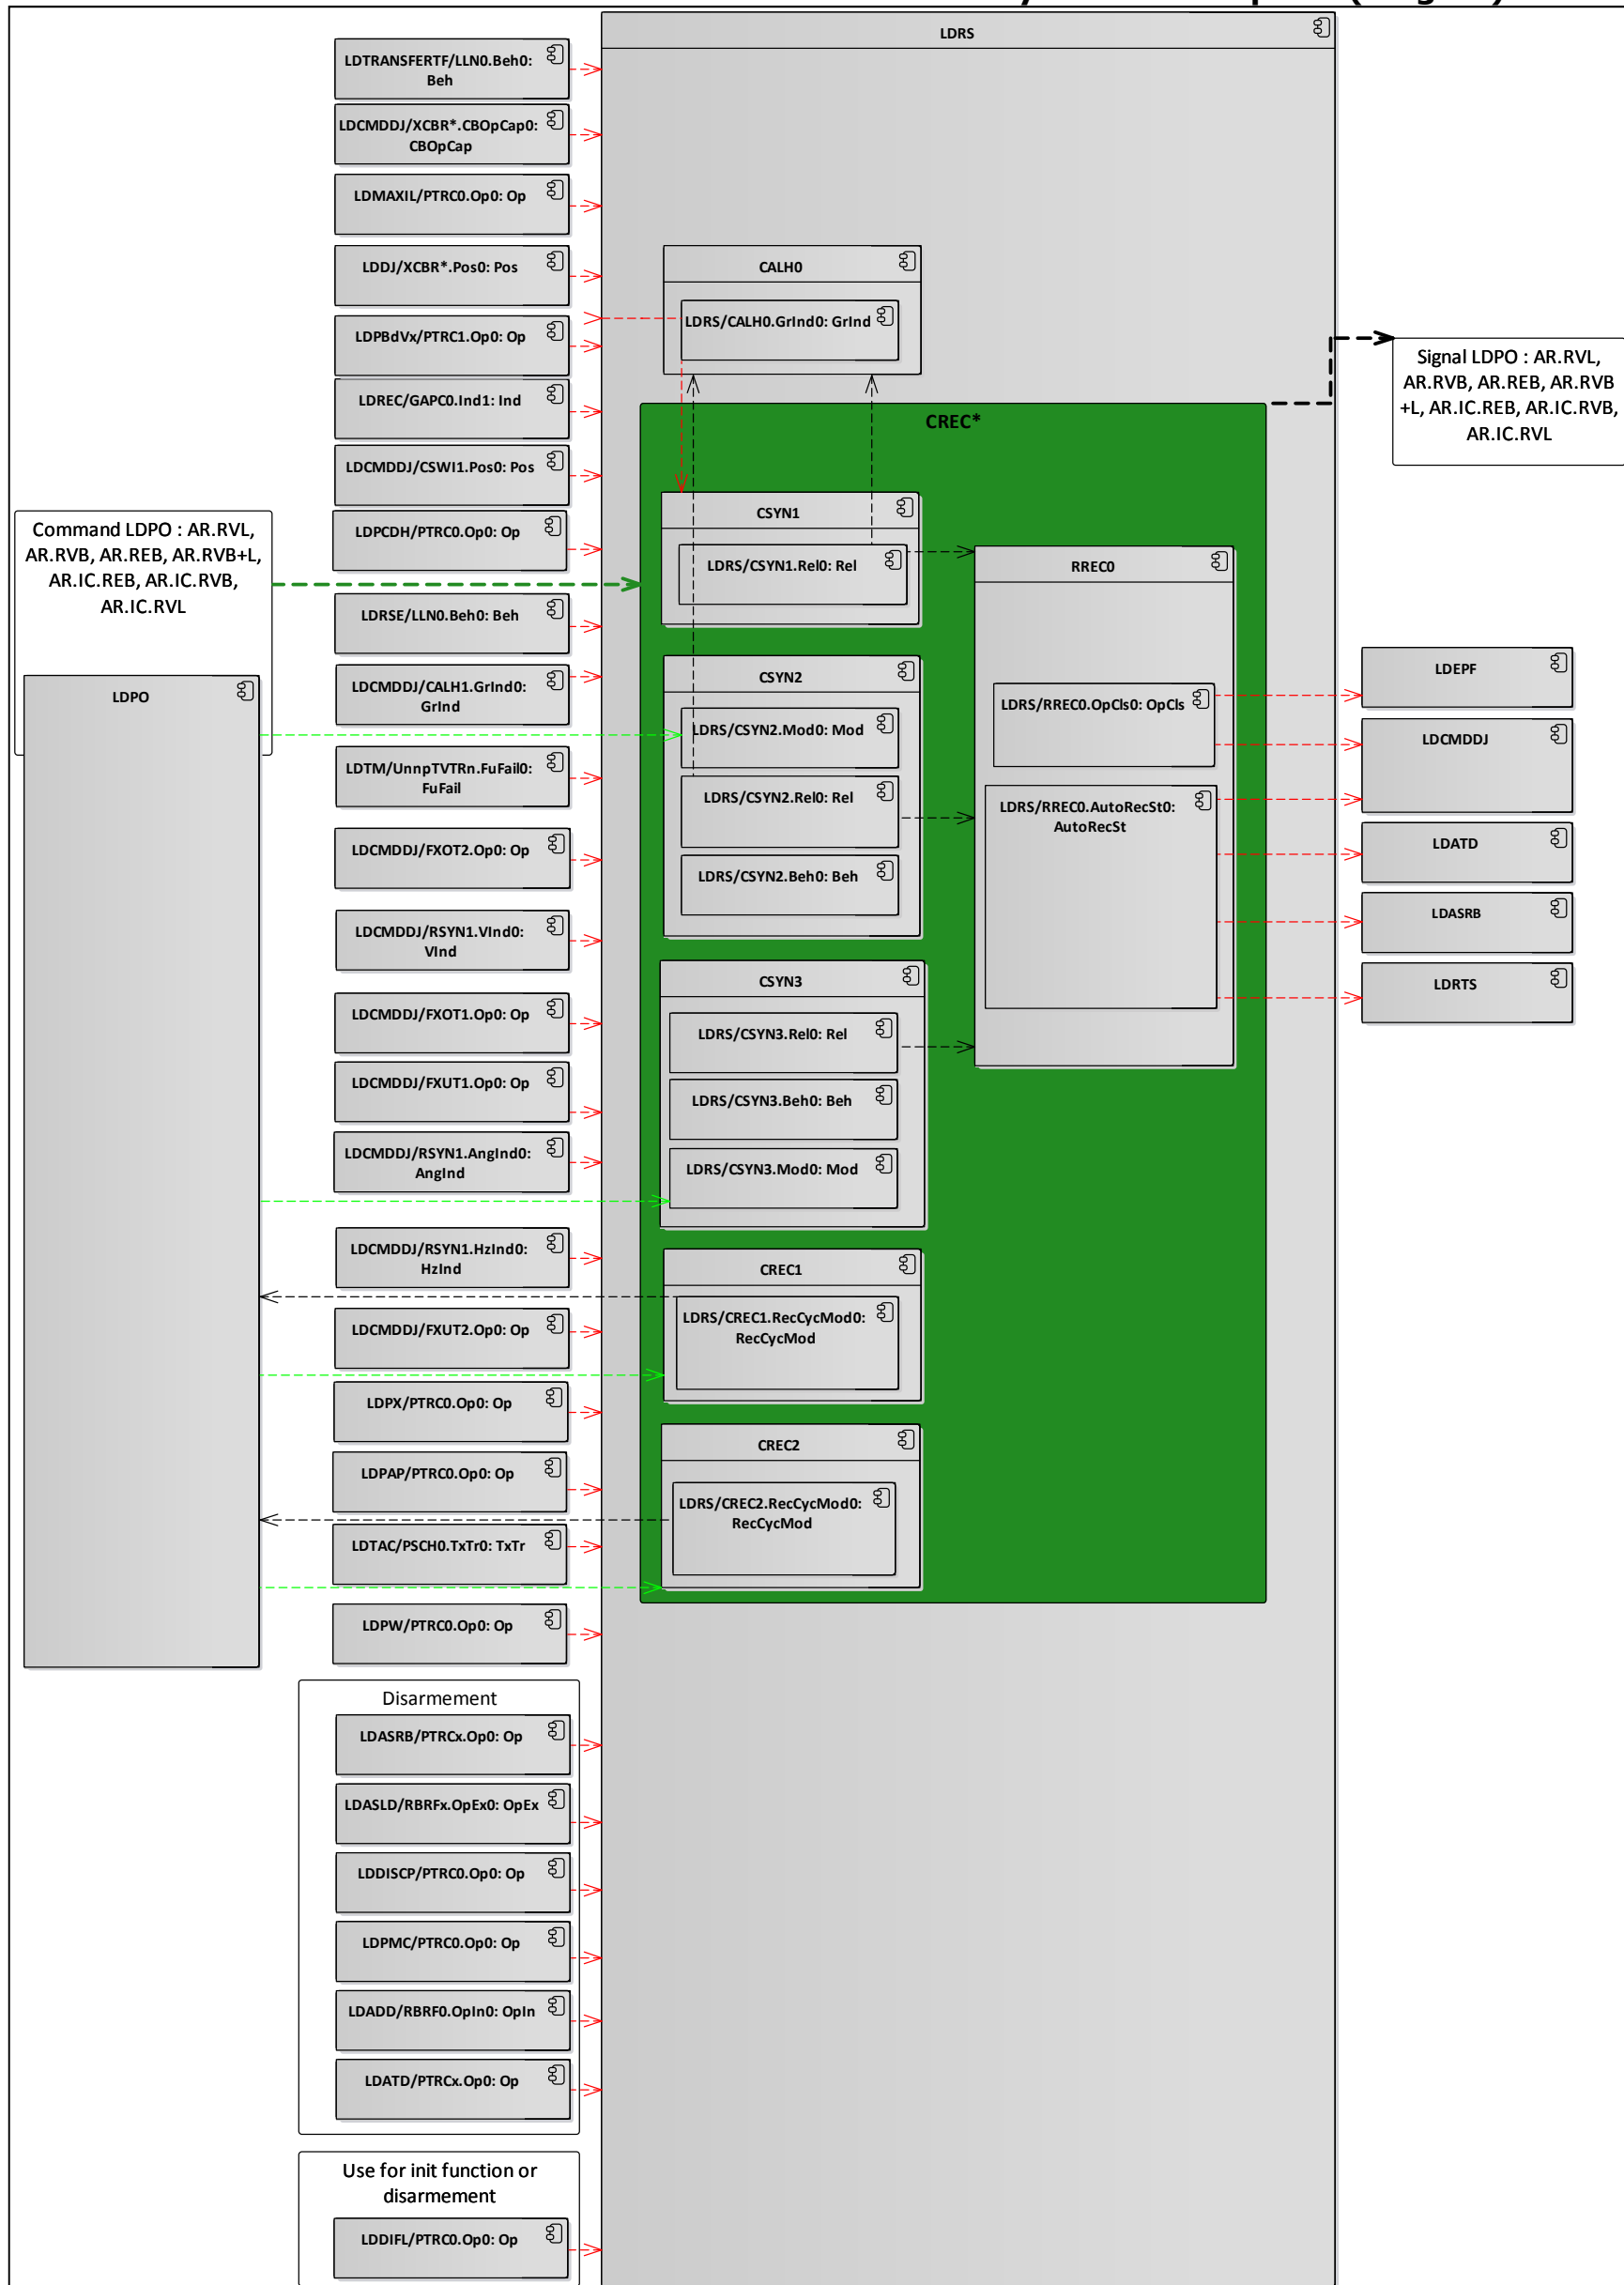 LDRS
LDTRANSFERTF/LLN0.Beh0:
Beh
LDCMDDJ/XCBR*.CBOpCap0:
CBOpCap
LDMAXIL/PTRC0.Op0: Op
LDDJ/XCBR*.Pos0: Pos
LDPBdVx/PTRC1.Op0: Op
LDREC/GAPC0.Ind1: Ind
LDCMDDJ/CSWI1.Pos0: Pos
LDPCDH/PTRC0.Op0: Op
LDRSE/LLN0.Beh0: Beh
LDCMDDJ/CALH1.GrInd0:
GrInd
LDTM/UnnpTVTRn.FuFail0:
FuFail
LDCMDDJ/FXOT2.Op0: Op
LDCMDDJ/RSYN1.VInd0:
VInd
LDCMDDJ/FXOT1.Op0: Op
LDCMDDJ/FXUT1.Op0: Op
LDCMDDJ/RSYN1.AngInd0:
AngInd
LDCMDDJ/RSYN1.HzInd0:
HzInd
LDCMDDJ/FXUT2.Op0: Op
LDPX/PTRC0.Op0: Op
LDPAP/PTRC0.Op0: Op
LDTAC/PSCH0.TxTr0: TxTr
LDPW/PTRC0.Op0: Op
Disarmement
LDASRB/PTRCx.Op0: Op
LDASLD/RBRFx.OpEx0: OpEx
LDDISCP/PTRC0.Op0: Op
LDPMC/PTRC0.Op0: Op
LDADD/RBRF0.OpIn0: OpIn
LDATD/PTRCx.Op0: Op
Use for init function or
disarmement
LDDIFL/PTRC0.Op0: Op
Command LDPO : AR.RVL,
AR.RVB, AR.REB, AR.RVB+L,
AR.IC.REB, AR.IC.RVB,
AR.IC.RVL
LDPO
CALH0
LDRS/CALH0.GrInd0: GrInd
CREC*
CSYN1
LDRS/CSYN1.Rel0: Rel
CSYN2
LDRS/CSYN2.Mod0: Mod
LDRS/CSYN2.Rel0: Rel
LDRS/CSYN2.Beh0: Beh
CSYN3
LDRS/CSYN3.Rel0: Rel
LDRS/CSYN3.Beh0: Beh
LDRS/CSYN3.Mod0: Mod
CREC1
LDRS/CREC1.RecCycMod0:
RecCycMod
CREC2
LDRS/CREC2.RecCycMod0:
RecCycMod
RREC0
LDRS/RREC0.OpCls0: OpCls
LDRS/RREC0.AutoRecSt0:
AutoRecSt
Signal LDPO : AR.RVL,
AR.RVB, AR.REB, AR.RVB
+L, AR.IC.REB, AR.IC.RVB,
AR.IC.RVL
LDEPF
LDCMDDJ
LDATD
LDASRB
LDRTS